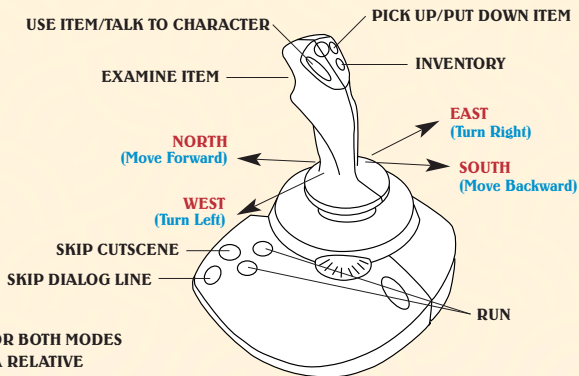 USE ITEM/TALK TO CHARACTER
PICK UP/PUT DOWN ITEM
EXAMINE ITEM
INVENTORY
EAST
(Turn Right)
NORTH
(Move Forward)
SOUTH
(Move Backward)
WEST
(Turn Left)
SKIP CUTSCENE
SKIP DIALOG LINE
RUN
BOTH MODES
RELATIVE